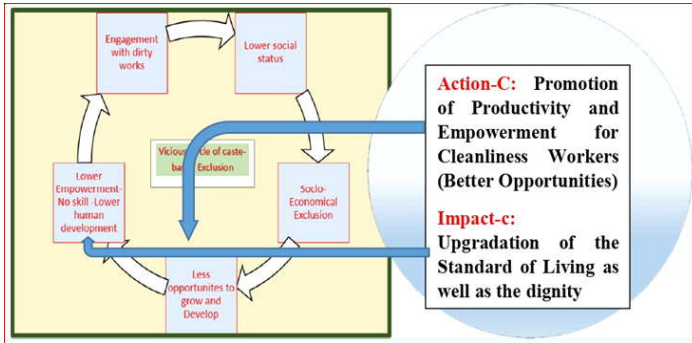 Engagement
with dirty
works
Lower social
status
Vicious
le of caste-
ba
Exclusion
Lower
Empowerment-
No skill -Lower
human
development
Socio-
Economical
Exclusion
Less
opportunites to
grow and
Develop
Action-C: Promotion
of Productivity and
Empowerment for
Cleanliness Workers
(Better Opportunities)
Impact-c:
Upgradation of the
Standard of Living as
well as the dignity